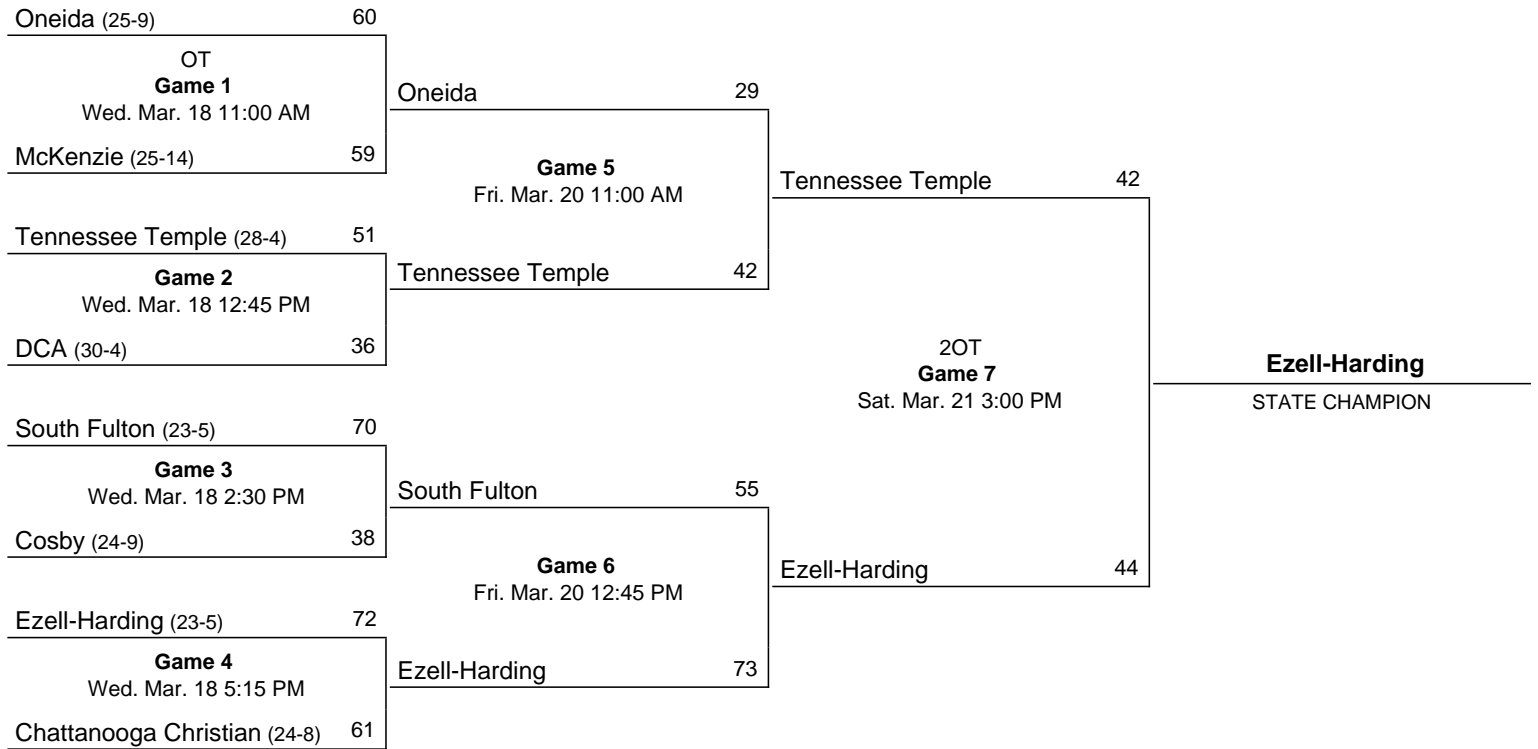 Oneida (25-9) 60
OT
Game 1
Wed. Mar. 18 11:00 AM
McKenzie (25-14) 59
Tennessee Temple (28-4) 51
Game 2
Wed. Mar. 18 12:45 PM
DCA (30-4) 36
South Fulton (23-5) 70
Game 3
Wed. Mar. 18 2:30 PM
Cosby (24-9) 38
Ezell-Harding (23-5) 72
Game 4
Wed. Mar. 18 5:15 PM
Chattanooga Christian (24-8) 61
Oneida 29
Game 5
Fri. Mar. 20 11:00 AM
Tennessee Temple 42
South Fulton 55
Game 6
Fri. Mar. 20 12:45 PM
Ezell-Harding 73
Tennessee Temple 42
2OT
Game 7
Sat. Mar. 21 3:00 PM
Ezell-Harding 44
Ezell-Harding
STATE CHAMPION